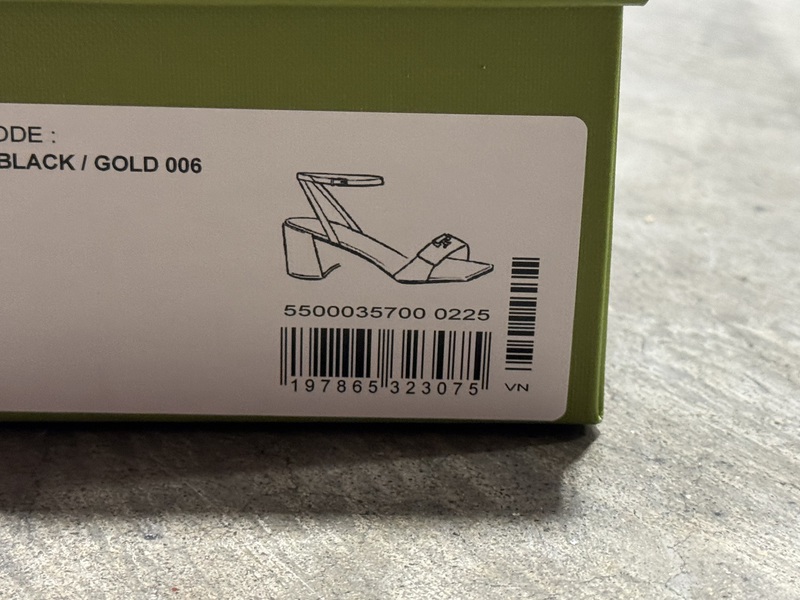 ODE :
BLACK / GOLD 006
5500035700 0225
197865 323075
VN